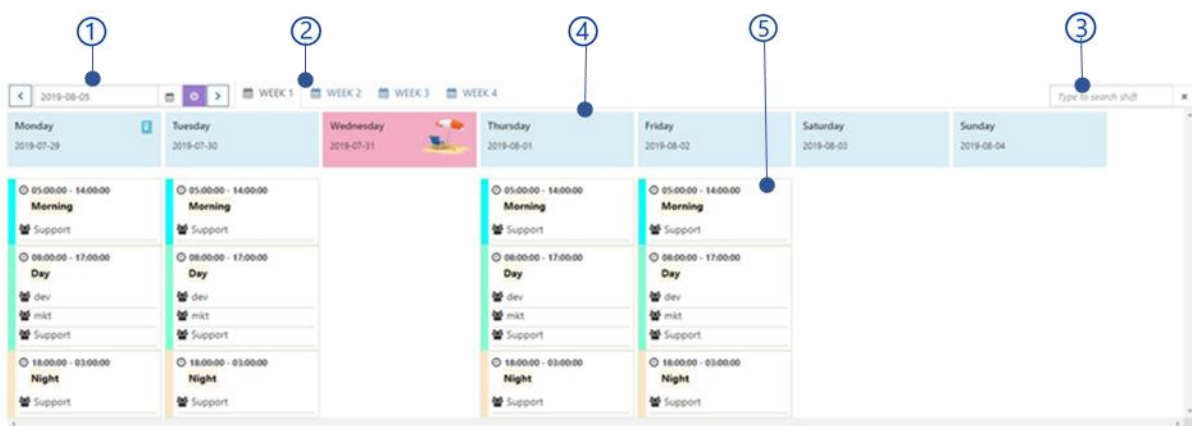 1 2 4 5 3
2019-08-05 WEEK 1 WEEK 2 WEEK 3 WEEK 4 Type to search shift
Monday Tuesday Wednesday Thursday Friday Saturday Sunday
2019-07-29 2019-07-30 2019-07-31 2019-08-01 2019-08-02 2019-08-03 2019-08-04
05:00:00 - 14:00:00 05:00:00 - 14:00:00 05:00:00 - 14:00:00 05:00:00 - 14:00:00
Morning Morning Morning Morning
Support Support Support Support
08:00:00 - 17:00:00 08:00:00 - 17:00:00 08:00:00 - 17:00:00 08:00:00 - 17:00:00
Day Day Day Day
dev dev dev dev
mkt mkt mkt mkt
Support Support Support Support
18:00:00 - 03:00:00 18:00:00 - 03:00:00 18:00:00 - 03:00:00 18:00:00 - 03:00:00
Night Night Night Night
Support Support Support Support